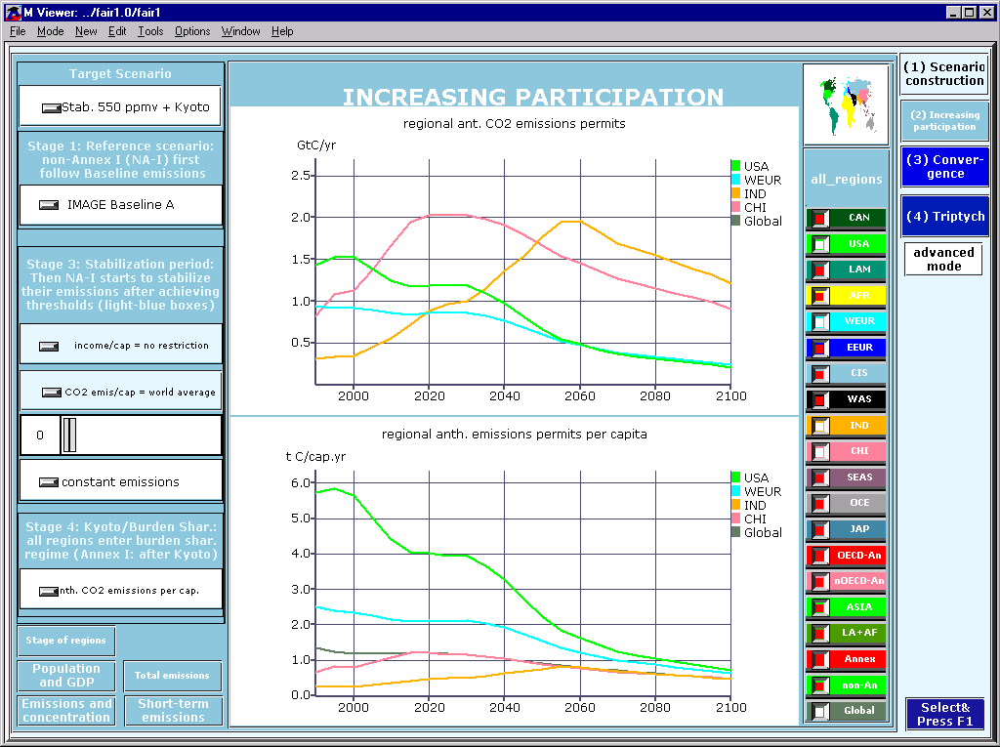 M Viewer: ../fair1.0/fair1
File Mode New Edit Tools Options Window Help
Target Scenario
Stab. 550 ppmv + Kyoto
Stage 1: Reference scenario:
non-Annex I (NA-I) first
follow Baseline emissions
IMAGE Baseline A
Stage 3: Stabilization period:
Then NA-I starts to stabilize
their emissions after achieving
thresholds (light-blue boxes)
income/cap = no restriction
CO2 emis/cap = world average
0
constant emissions
Stage 4: Kyoto/Burden Shar.:
all regions enter burden shar.
regime (Annex I: after Kyoto)
nth. CO2 emissions per cap.
Stage of regions
Population
and GDP
Total emissions
Emissions and
concentration
Short-term
emissions
INCREASING PARTICIPATION
regional ant. CO2 emissions permits
GtC/yr
2.5
2.0
1.5
1.0
0.5
2000 2020 2040 2060 2080 2100
USA
WEUR
IND
CHI
Global
regional anth. emissions permits per capita
t C/cap.yr
6.0
5.0
4.0
3.0
2.0
1.0
0.0
2000 2020 2040 2060 2080 2100
USA
WEUR
IND
CHI
Global
all_regions
CAN
USA
LAM
AFR
WEUR
EEUR
CIS
WAS
IND
CHI
SEAS
OCE
JAP
OECD-An
nOECD-An
ASIA
LA+AF
Annex
non-An
Global
(1) Scenario
construction
(2) Increasing
participation
(3) Conver-
gence
(4) Triptych
advanced
mode
Select&
Press F1